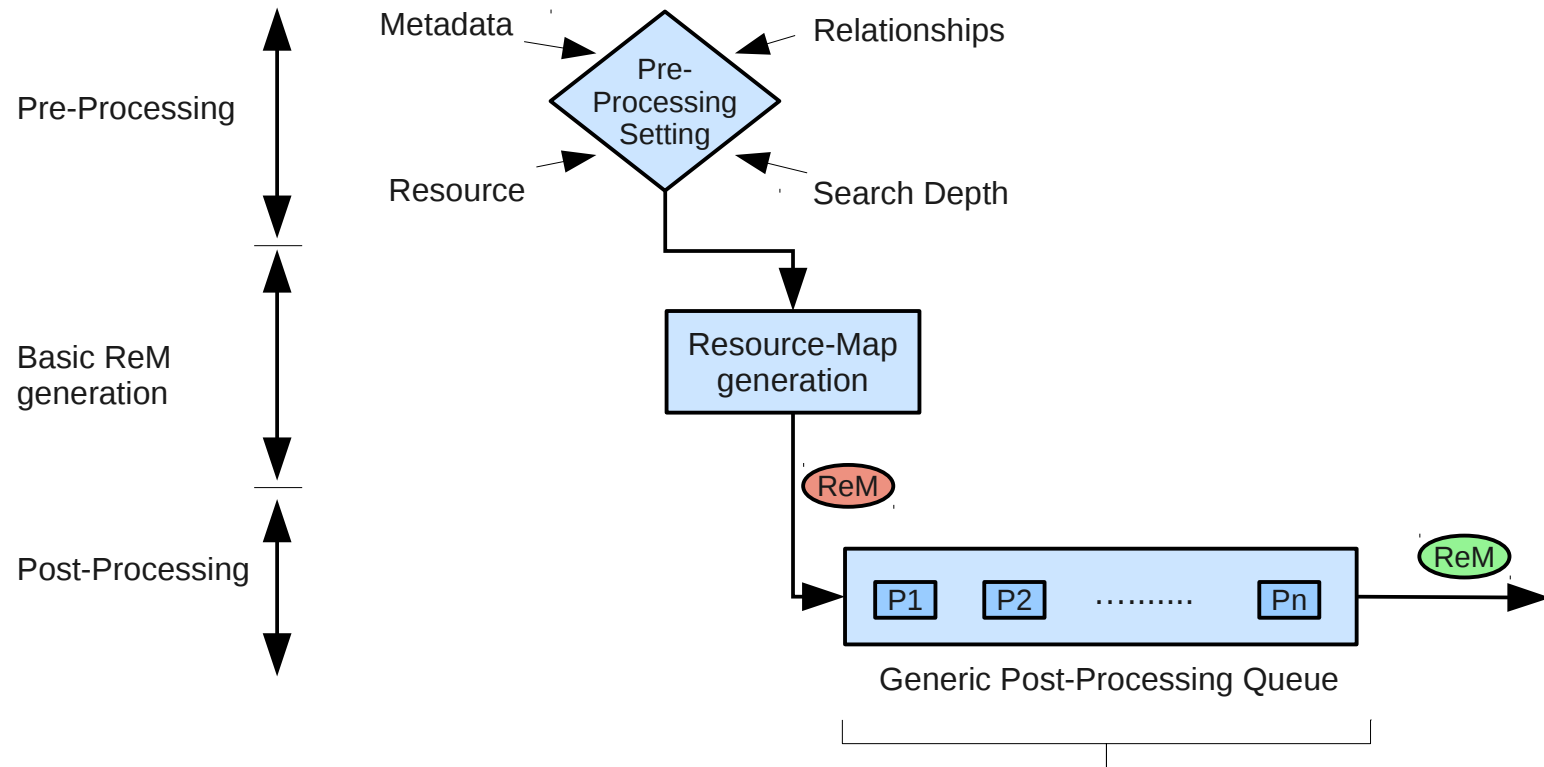 Metadata
Relationships
Pre-
Processing
Setting
Pre-Processing
Resource
Search Depth
Basic ReM
generation
Resource-Map
generation
ReM
Post-Processing
ReM
P1
P2
...........
Pn
Generic Post-Processing Queue